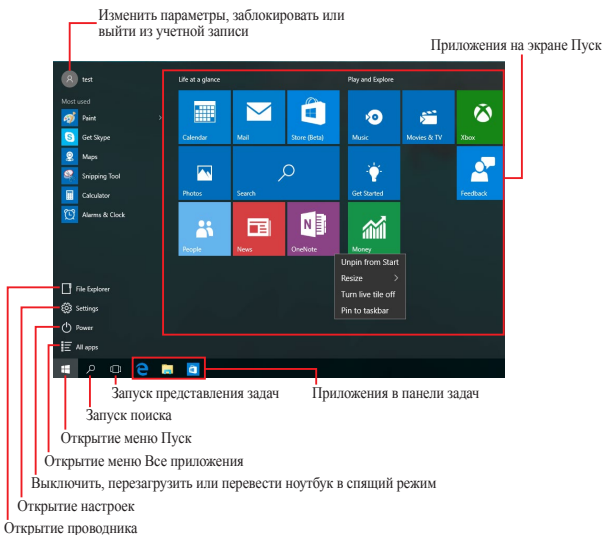 Изменить параметры, заблокировать или
выйти из учетной записи
Приложения на экране Пуск
test
Life at a glance
Play and Explore
Most used
Paint
Get Skype
Maps
Snipping Tool
Calculator
Alarms & Clock
Calendar
Mail
Store (Beta)
Music
Movies & TV
Xbox
Photos
Search
Get Started
Feedback
People
News
OneNote
Money
Unpin from Start
Resize
Turn live tile off
Pin to taskbar
File Explorer
Settings
Power
All apps
Запуск представления задач
Приложения в панели задач
Запуск поиска
Открытие меню Пуск
Открытие меню Все приложения
Выключить, перезагрузить или перевести ноутбук в спящий режим
Открытие настроек
Открытие проводника